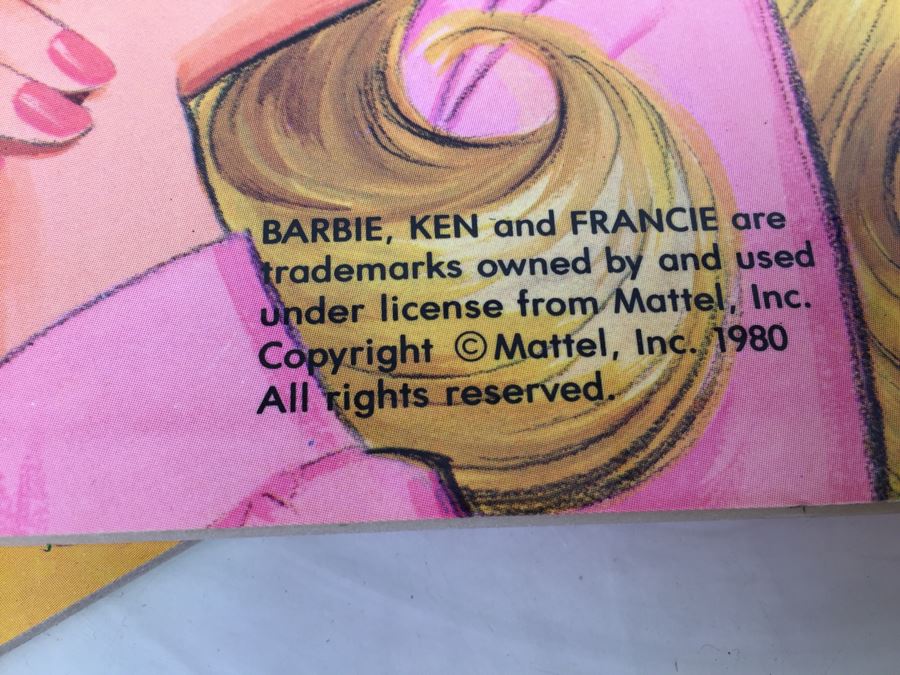 BARBIE, KEN and FRANCIE are
trademarks owned by and used
under license from Mattel, Inc.
Copyright ©Mattel, Inc. 1980
All rights reserved.